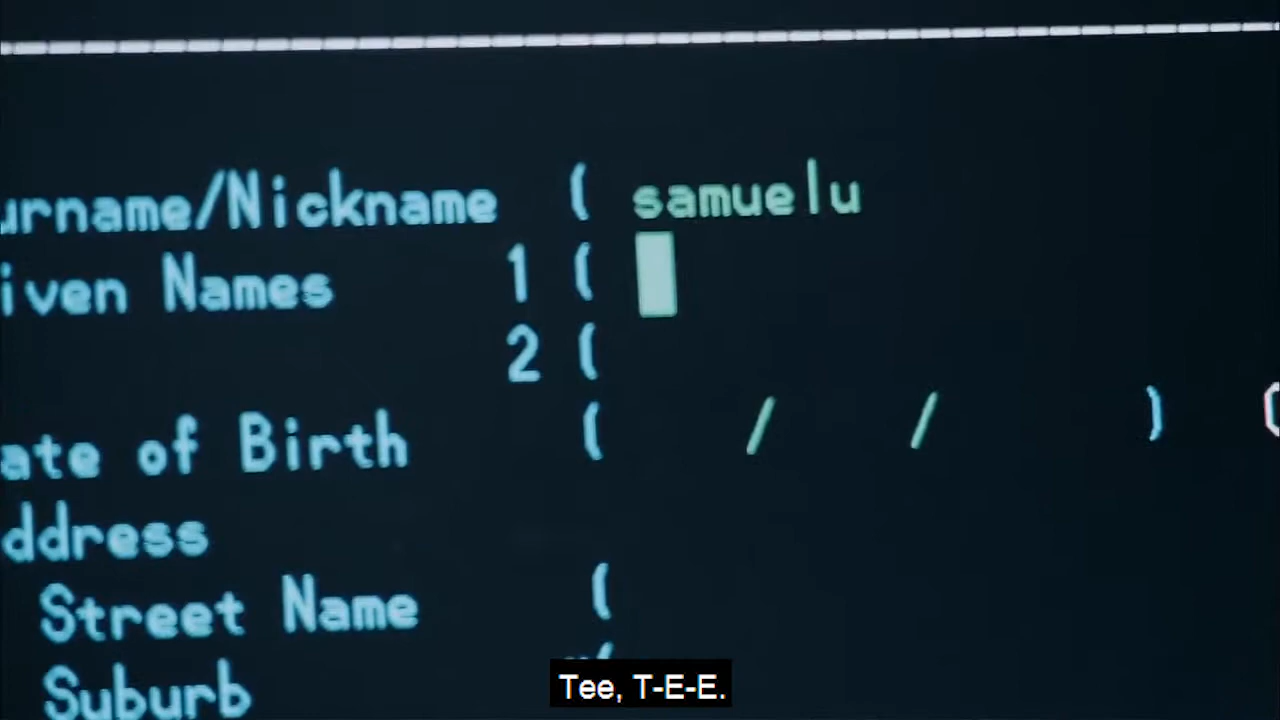 urname/Nickname ( samuelu
iven Names 1 (
2 (
ate of Birth ( / / ) (
ddress
Street Name (
Suburb (
Tee, T-E-E.